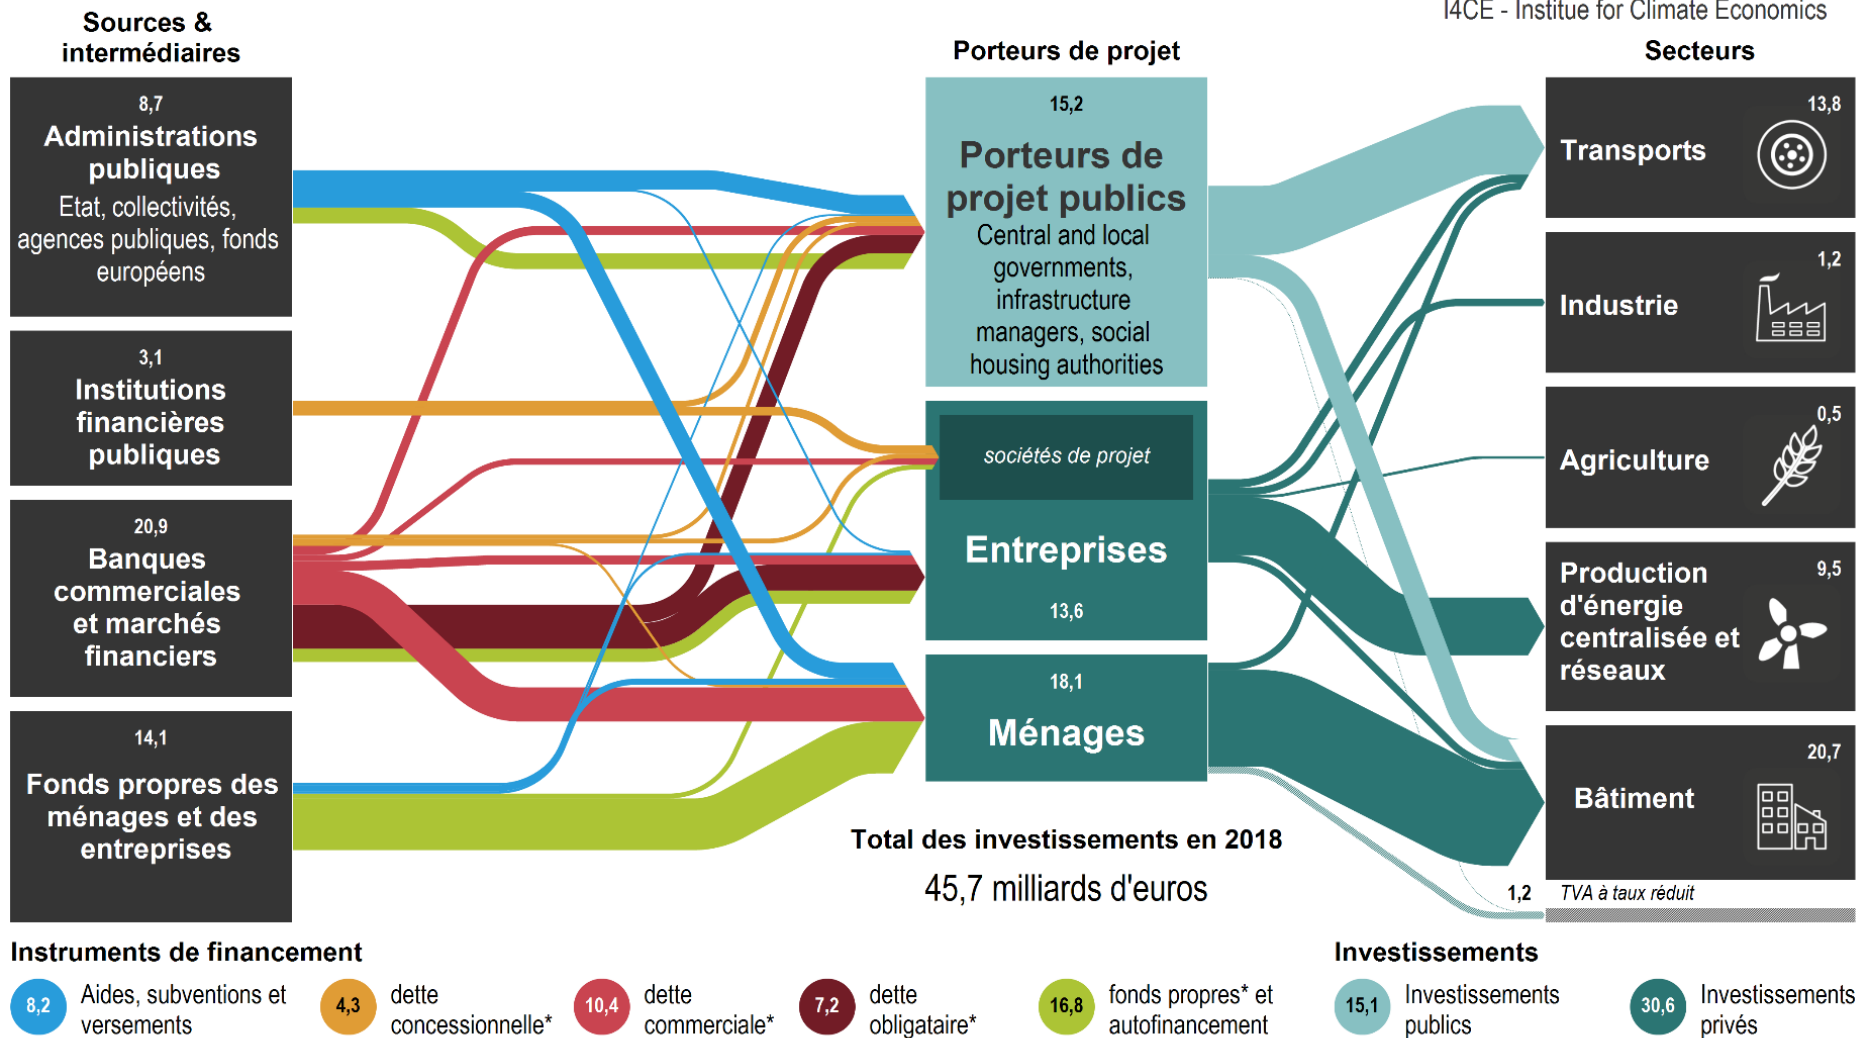 I4CE - Institue for Climate Economics
Sources &
intermédiaires
Porteurs de projet
Secteurs
8,7
Administrations
publiques
Etat, collectivités,
agences publiques, fonds
européens
3,1
Institutions
financières
publiques
20,9
Banques
commerciales
et marchés
financiers
14,1
Fonds propres des
ménages et des
entreprises
15,2
Porteurs de
projet publics
Central and local
governments,
infrastructure
managers, social
housing authorities
sociétés de projet
Entreprises
13,6
18,1
Ménages
Total des investissements en 2018
45,7 milliards d'euros
13,8
Transports
1,2
Industrie
0,5
Agriculture
9,5
Production
d'énergie
centralisée et
réseaux
20,7
Bâtiment
1,2 TVA à taux réduit
Instruments de financement
8,2 Aides, subventions et
versements
4,3 dette
concessionnelle*
10,4 dette
commerciale*
7,2 dette
obligataire*
16,8 fonds propres* et
autofinancement
Investissements
15,1 Investissements
publics
30,6 Investissements
privés